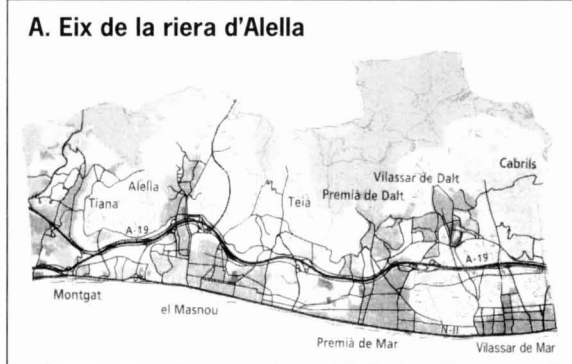 A. Eix de la riera d'Alella
Cabrils
Vilassar de Dalt
Alella
Premià de Dalt
Tiana
Teià
A-19
A-19
Montgat
el Masnou
N-II
Premià de Mar
Vilassar de Mar